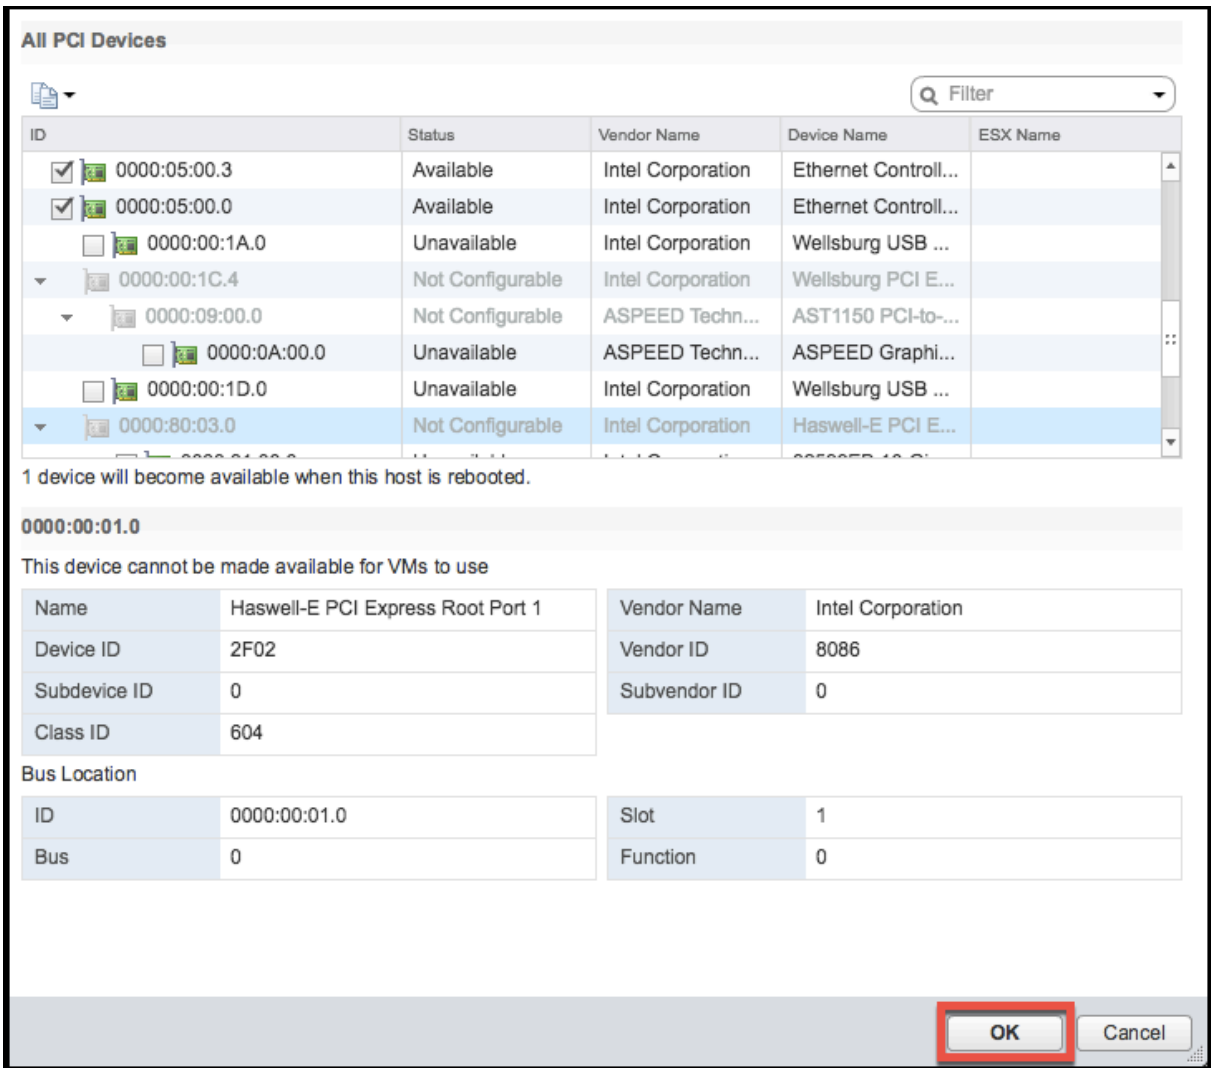 All PCI Devices
Filter
ID Status Vendor Name Device Name ESX Name
0000:05:00.3 Available Intel Corporation Ethernet Controll...
0000:05:00.0 Available Intel Corporation Ethernet Controll...
0000:00:1A.0 Unavailable Intel Corporation Wellsburg USB ...
0000:00:1C.4 Not Configurable Intel Corporation Wellsburg PCI E...
0000:09:00.0 Not Configurable ASPEED Techn... AST1150 PCI-to-...
0000:0A:00.0 Unavailable ASPEED Techn... ASPEED Graphi...
0000:00:1D.0 Unavailable Intel Corporation Wellsburg USB ...
0000:80:03.0 Not Configurable Intel Corporation Haswell-E PCI E...
1 device will become available when this host is rebooted.
0000:00:01.0
This device cannot be made available for VMs to use
Name Haswell-E PCI Express Root Port 1 Vendor Name Intel Corporation
Device ID 2F02 Vendor ID 8086
Subdevice ID 0 Subvendor ID 0
Class ID 604
Bus Location
ID 0000:00:01.0 Slot 1
Bus 0 Function 0
OK Cancel